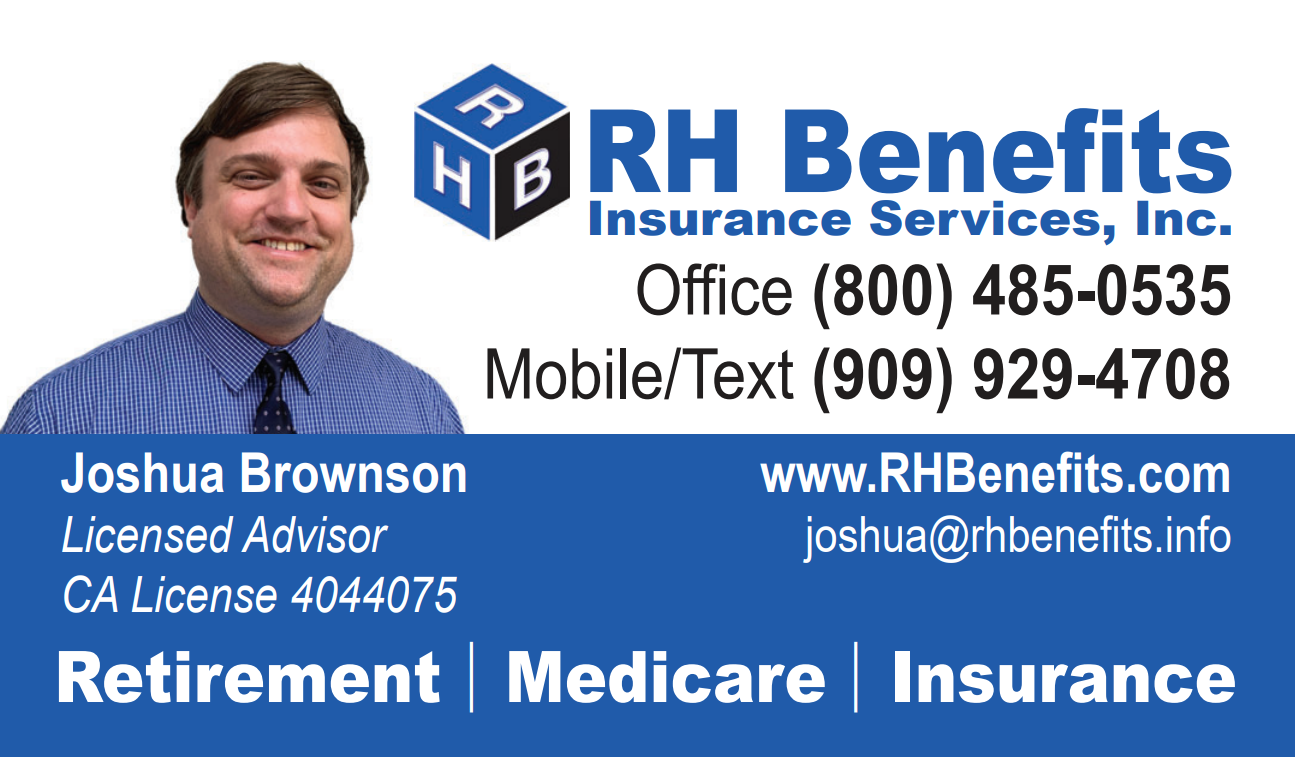 R
H
B
RH Benefits
Insurance Services, Inc.
Office (800) 485-0535
Mobile/Text (909) 929-4708
Joshua Brownson
Licensed Advisor
CA License 4044075
www.RHBenefits.com
joshua@rhbenefits.info
Retirement | Medicare | Insurance